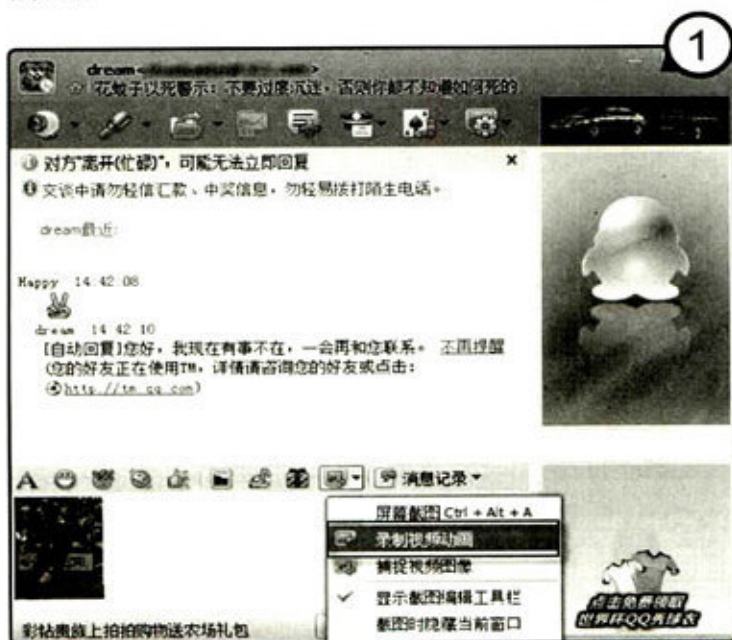 1
dream<
花蚊子以死警示：不要过度沉迷，否则你都不知道如何死的
对方"离开(忙碌)"，可能无法立即回复
交谈中请勿轻信汇款、中奖信息，勿轻易拨打陌生电话。
dream最近:
Happy 14:42:08
dream 14:42:10
[自动回复]您好，我现在有事不在，一会再和您联系。 不再提醒
(您的好友正在使用TM，详情请咨询您的好友或点击:
http://tm.qq.com)
消息记录
屏幕截图 Ctrl + Alt + A
录制视频动画
捕捉视频图像
显示截图编辑工具栏
截图时隐藏当前窗口
彩钻贵族上拍拍购物送农场礼包
点击免费领取
世界杯QQ秀球衣